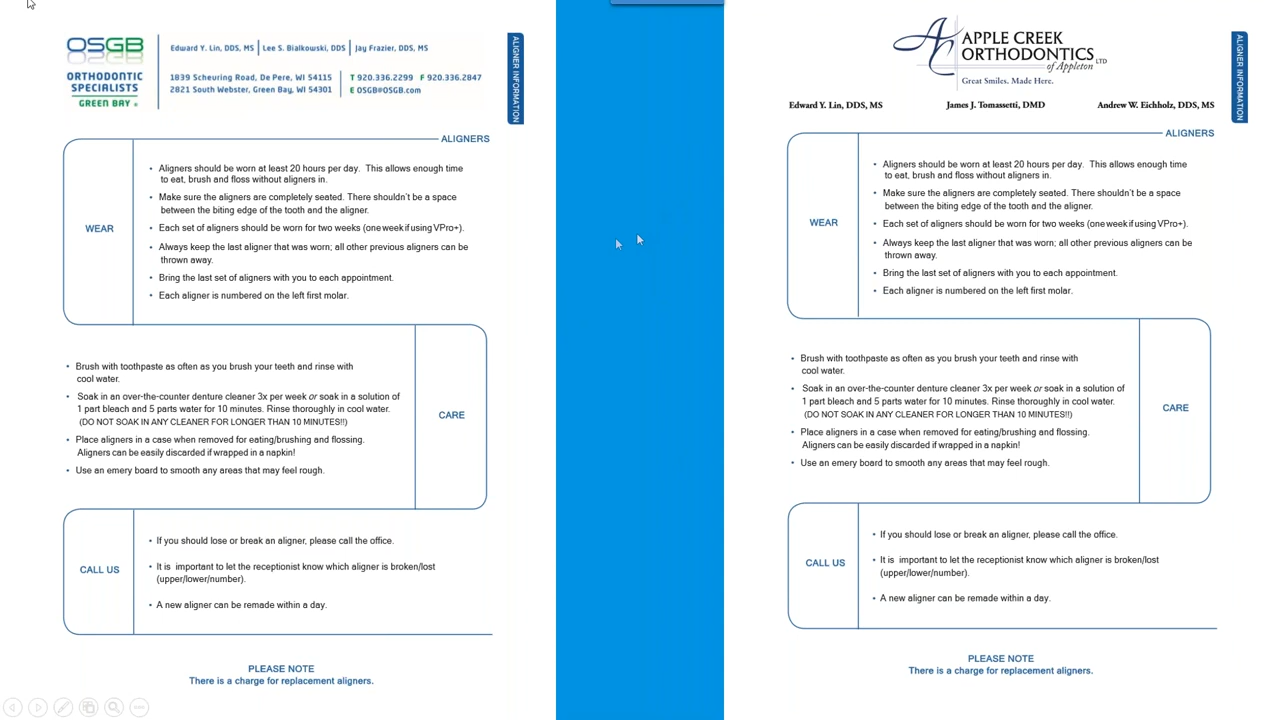 OSGB
ORTHODONTIC
SPECIALISTS
GREEN BAY
Edward Y. Lin, DDS, MS | Lee S. Bialkowski, DDS | Jay Frazier, DDS, MS
1839 Scheuring Road, De Pere, WI 54115
2821 South Webster, Green Bay, WI 54301
T 920.336.2299 F 920.336.2847
E OSGB@OSGB.com
ALIGNER INFORMATION
ALIGNERS
WEAR
• Aligners should be worn at least 20 hours per day. This allows enough time
to eat, brush and floss without aligners in.
• Make sure the aligners are completely seated. There shouldn't be a space
between the biting edge of the tooth and the aligner.
• Each set of aligners should be worn for two weeks (one week if using VPro+).
• Always keep the last aligner that was worn; all other previous aligners can be
thrown away.
• Bring the last set of aligners with you to each appointment.
• Each aligner is numbered on the left first molar.
• Brush with toothpaste as often as you brush your teeth and rinse with
cool water.
• Soak in an over-the-counter denture cleaner 3x per week or soak in a solution of
1 part bleach and 5 parts water for 10 minutes. Rinse thoroughly in cool water.
(DO NOT SOAK IN ANY CLEANER FOR LONGER THAN 10 MINUTES!!)
• Place aligners in a case when removed for eating/brushing and flossing.
Aligners can be easily discarded if wrapped in a napkin!
• Use an emery board to smooth any areas that may feel rough.
CARE
CALL US
• If you should lose or break an aligner, please call the office.
• It is important to let the receptionist know which aligner is broken/lost
(upper/lower/number).
• A new aligner can be remade within a day.
PLEASE NOTE
There is a charge for replacement aligners.
APPLE CREEK
ORTHODONTICS
of Appleton LTD
Great Smiles. Made Here.
Edward Y. Lin, DDS, MS James J. Tomassetti, DMD Andrew W. Eichholz, DDS, MS
ALIGNER INFORMATION
ALIGNERS
WEAR
• Aligners should be worn at least 20 hours per day. This allows enough time
to eat, brush and floss without aligners in.
• Make sure the aligners are completely seated. There shouldn't be a space
between the biting edge of the tooth and the aligner.
• Each set of aligners should be worn for two weeks (one week if using VPro+).
• Always keep the last aligner that was worn; all other previous aligners can be
thrown away.
• Bring the last set of aligners with you to each appointment.
• Each aligner is numbered on the left first molar.
• Brush with toothpaste as often as you brush your teeth and rinse with
cool water.
• Soak in an over-the-counter denture cleaner 3x per week or soak in a solution of
1 part bleach and 5 parts water for 10 minutes. Rinse thoroughly in cool water.
(DO NOT SOAK IN ANY CLEANER FOR LONGER THAN 10 MINUTES!!)
• Place aligners in a case when removed for eating/brushing and flossing.
Aligners can be easily discarded if wrapped in a napkin!
• Use an emery board to smooth any areas that may feel rough.
CARE
CALL US
• If you should lose or break an aligner, please call the office.
• It is important to let the receptionist know which aligner is broken/lost
(upper/lower/number).
• A new aligner can be remade within a day.
PLEASE NOTE
There is a charge for replacement aligners.